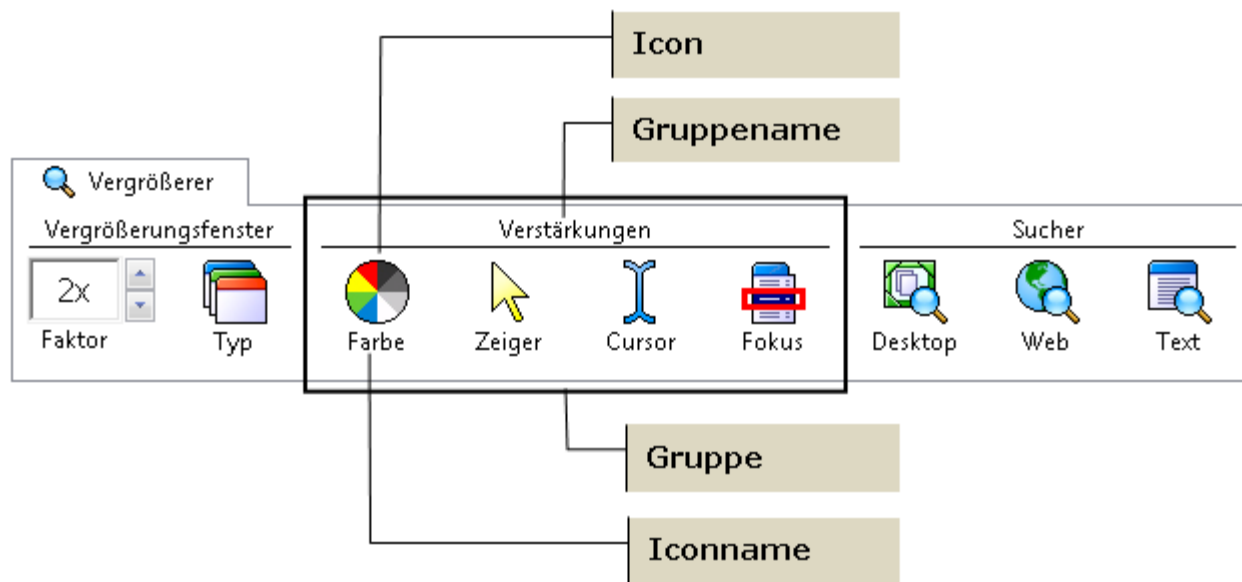 Icon
Gruppename
Vergrößerer
Vergrößerungsfenster Verstärkungen Sucher
2x
Faktor Typ Farbe Zeiger Cursor Fokus Desktop Web Text
Gruppe
Iconname